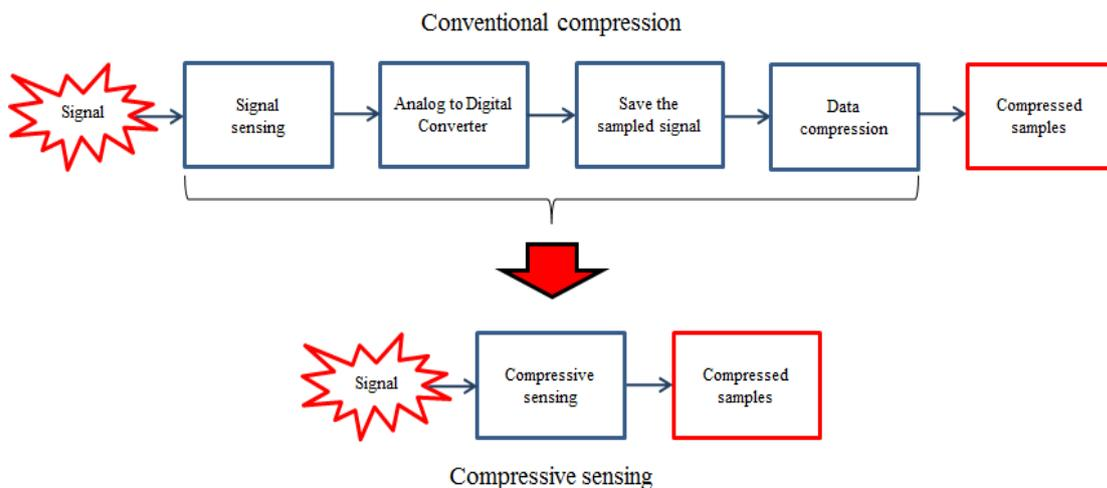 Conventional compression
Signal
Signal
sensing
Analog to Digital
Converter
Save the
sampled signal
Data
compression
Compressed
samples
Signal
Compressive
sensing
Compressed
samples
Compressive sensing